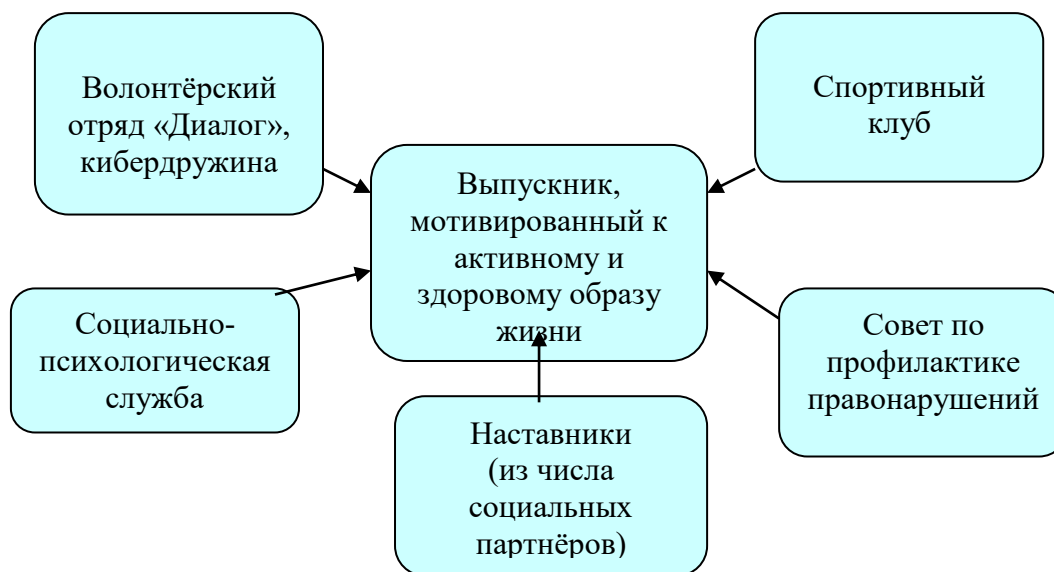 Волонтёрский
отряд «Диалог»,
кибердружина
Спортивный
клуб
Выпускник,
мотивированный к
активному и
здоровому образу
жизни
Социально-
психологическая
служба
Совет по
профилактике
правонарушений
Наставники
(из числа
социальных
партнёров)